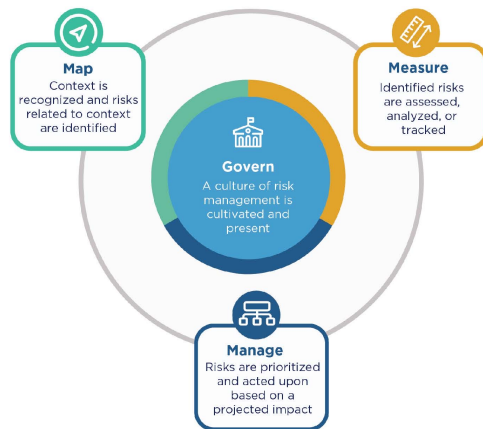 Map
Context is
recognized and risks
related to context
are identified
Measure
Identified risks
are assessed,
analyzed, or
tracked
Govern
A culture of risk
management is
cultivated and
present
Manage
Risks are prioritized
and acted upon
based on a
projected impact